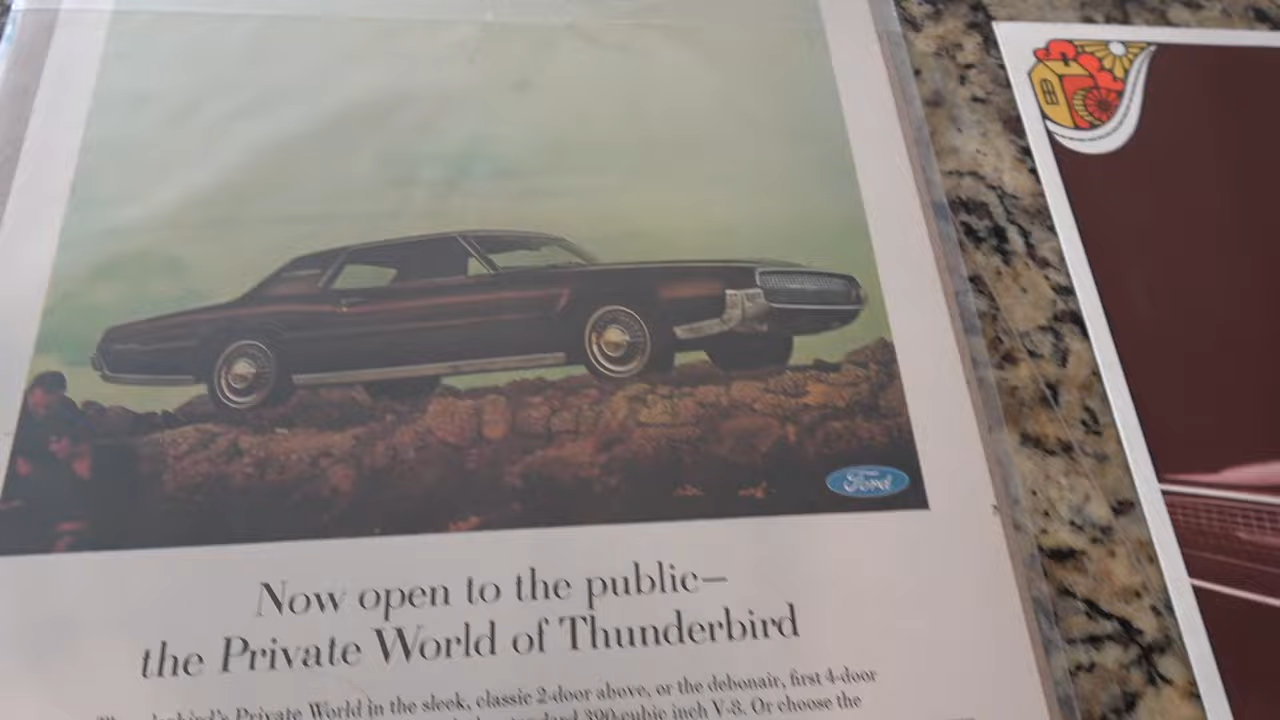 Ford
Now open to the public–
the Private World of Thunderbird
Private World in the sleek, classic 2-door above, or the debonair, first 4-door
standard 390-cubic inch V-8. Or choose the